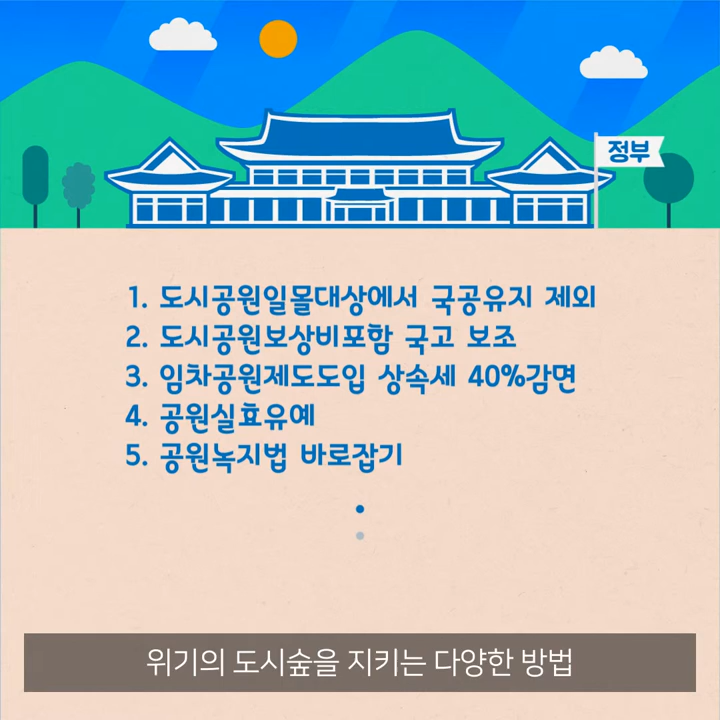 정부
1. 도시공원일몰대상에서 국공유지 제외
2. 도시공원보상비포함 국고 보조
3. 임차공원제도도입 상속세 40%감면
4. 공원실효유예
5. 공원녹지법 바로잡기
위기의 도시숲을 지키는 다양한 방법